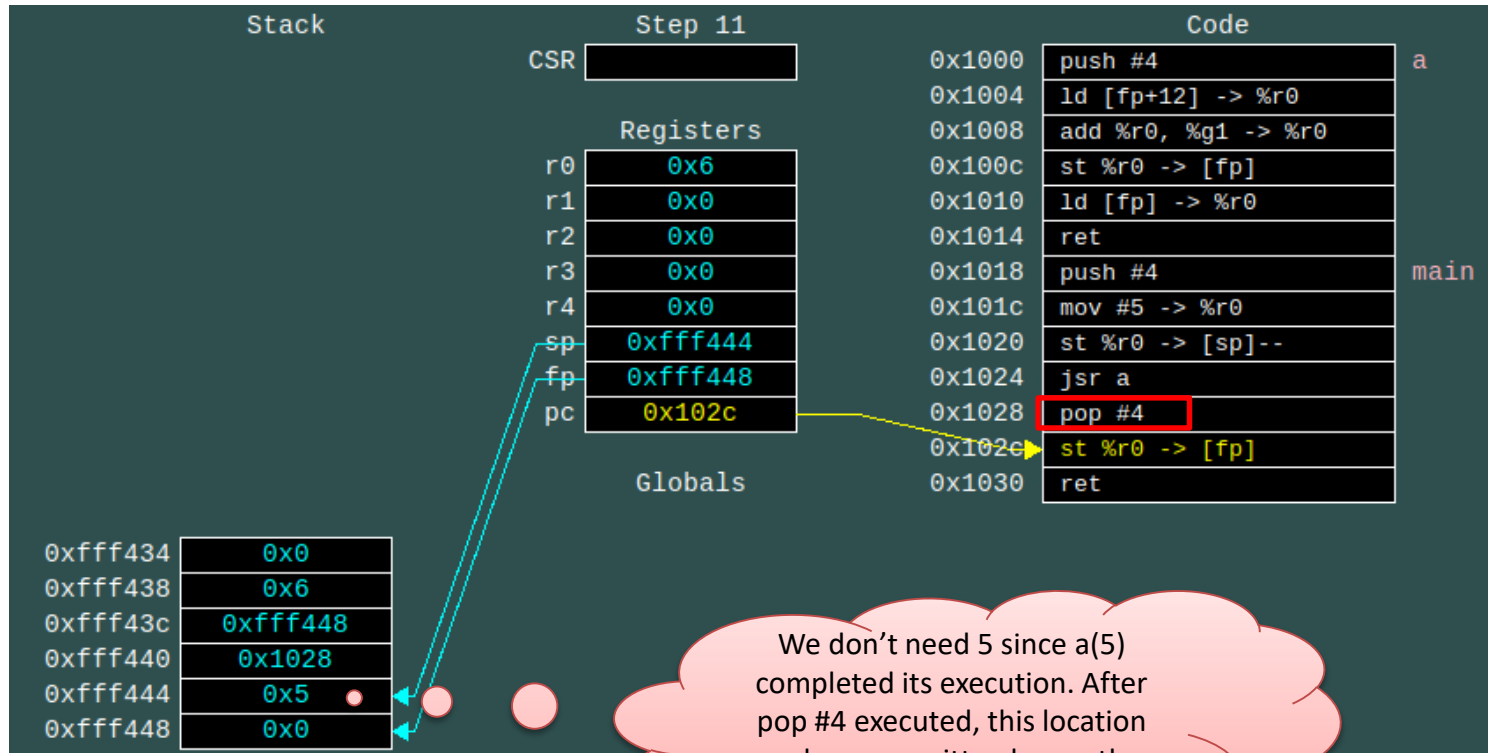 Stack
Step 11
CSR
Registers
r0 0x6
r1 0x0
r2 0x0
r3 0x0
r4 0x0
sp 0xfff444
fp 0xfff448
pc 0x102c
Globals
Code
0x1000 push #4 a
0x1004 ld [fp+12] -> %r0
0x1008 add %r0, %g1 -> %r0
0x100c st %r0 -> [fp]
0x1010 ld [fp] -> %r0
0x1014 ret
0x1018 push #4 main
0x101c mov #5 -> %r0
0x1020 st %r0 -> [sp]--
0x1024 jsr a
0x1028 pop #4
0x102c st %r0 -> [fp]
0x1030 ret
0xfff434 0x0
0xfff438 0x6
0xfff43c 0xfff448
0xfff440 0x1028
0xfff444 0x5
0xfff448 0x0
We don't need 5 since a(5)
completed its execution. After
pop #4 executed, this location